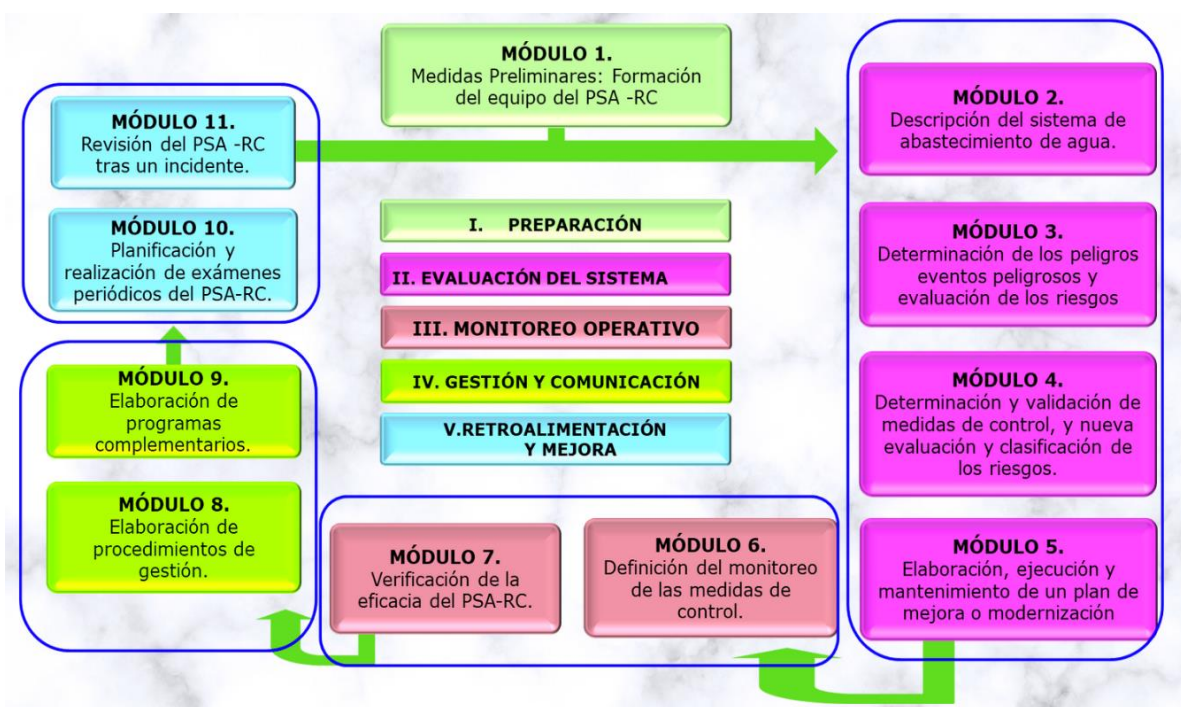 MÓDULO 1.
Medidas Preliminares: Formación
del equipo del PSA -RC
MÓDULO 2.
Descripción del sistema de
abastecimiento de agua.
MÓDULO 3.
Determinación de los peligros
eventos peligrosos y
evaluación de los riesgos
MÓDULO 4.
Determinación y validación de
medidas de control, y nueva
evaluación y clasificación de
los riesgos.
MÓDULO 5.
Elaboración, ejecución y
mantenimiento de un plan de
mejora o modernización
MÓDULO 6.
Definición del monitoreo
de las medidas de
control.
MÓDULO 7.
Verificación de la
eficacia del PSA-RC.
MÓDULO 8.
Elaboración de
procedimientos de
gestión.
MÓDULO 9.
Elaboración de
programas
complementarios.
MÓDULO 10.
Planificación y
realización de exámenes
periódicos del PSA-RC.
MÓDULO 11.
Revisión del PSA -RC
tras un incidente.
I. PREPARACIÓN
II. EVALUACIÓN DEL SISTEMA
III. MONITOREO OPERATIVO
IV. GESTIÓN Y COMUNICACIÓN
V.RETROALIMENTACIÓN
Y MEJORA